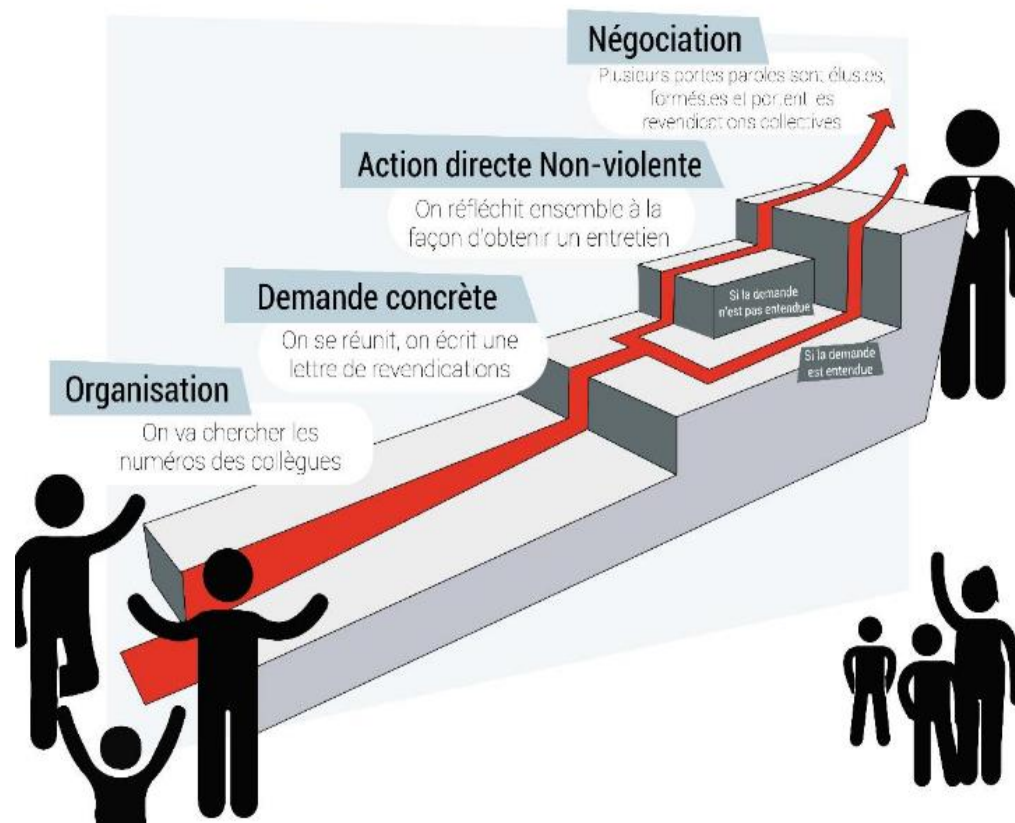 Négociation
Plusieurs portes paroles sont élus.es,
formés.es et portent les
revendications collectives
Action directe Non-violente
On réfléchit ensemble à la
façon d'obtenir un entretien
Si la demande
n'est pas entendue
Demande concrète
On se réunit, on écrit une
lettre de revendications
Si la demande
est entendue
Organisation
On va chercher les
numéros des collègues